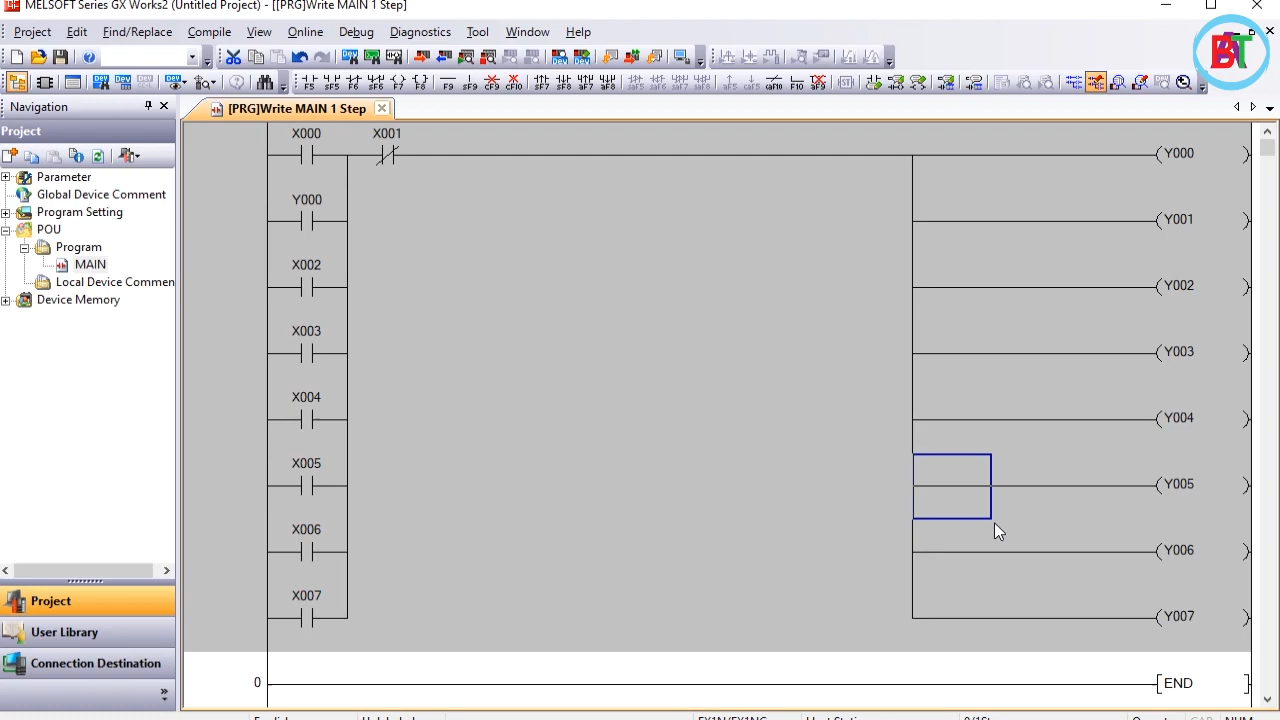 MELSOFT Series GX Works2 (Untitled Project) - [[PRG]Write MAIN 1 Step]
Project Edit Find/Replace Compile View Online Debug Diagnostics Tool Window Help
BT
Navigation
[PRG]Write MAIN 1 Step
Project
Parameter
Global Device Comment
Program Setting
POU
Program
MAIN
Local Device Commen
Device Memory
Project
User Library
Connection Destination
X000 X001 Y000
Y000 Y001
X002 Y002
X003 Y003
X004 Y004
X005 Y005
X006 Y006
X007 Y007
0 END